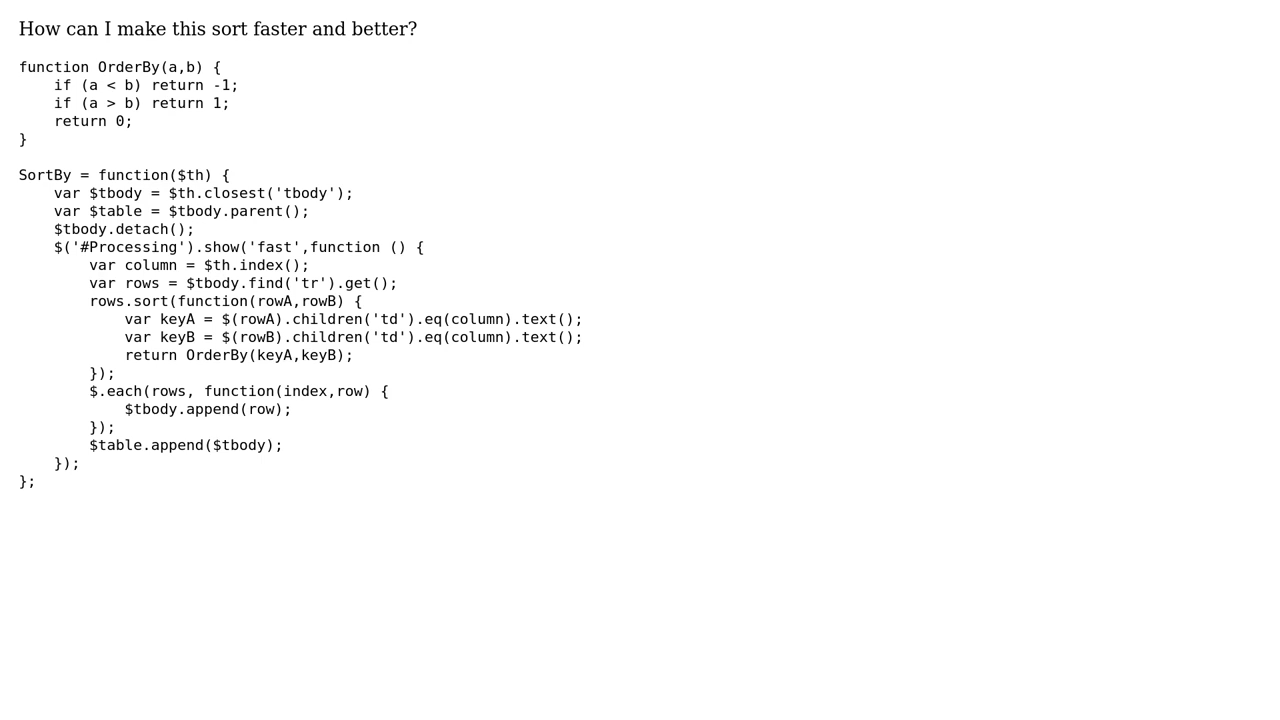 How can I make this sort faster and better?
function OrderBy(a,b) {
    if (a < b) return -1;
    if (a > b) return 1;
    return 0;
}
SortBy = function($th) {
    var $tbody = $th.closest('tbody');
    var $table = $tbody.parent();
    $tbody.detach();
    $('#Processing').show('fast',function () {
        var column = $th.index();
        var rows = $tbody.find('tr').get();
        rows.sort(function(rowA,rowB) {
            var keyA = $(rowA).children('td').eq(column).text();
            var keyB = $(rowB).children('td').eq(column).text();
            return OrderBy(keyA,keyB);
        });
        $.each(rows, function(index,row) {
            $tbody.append(row);
        });
        $table.append($tbody);
    });
};